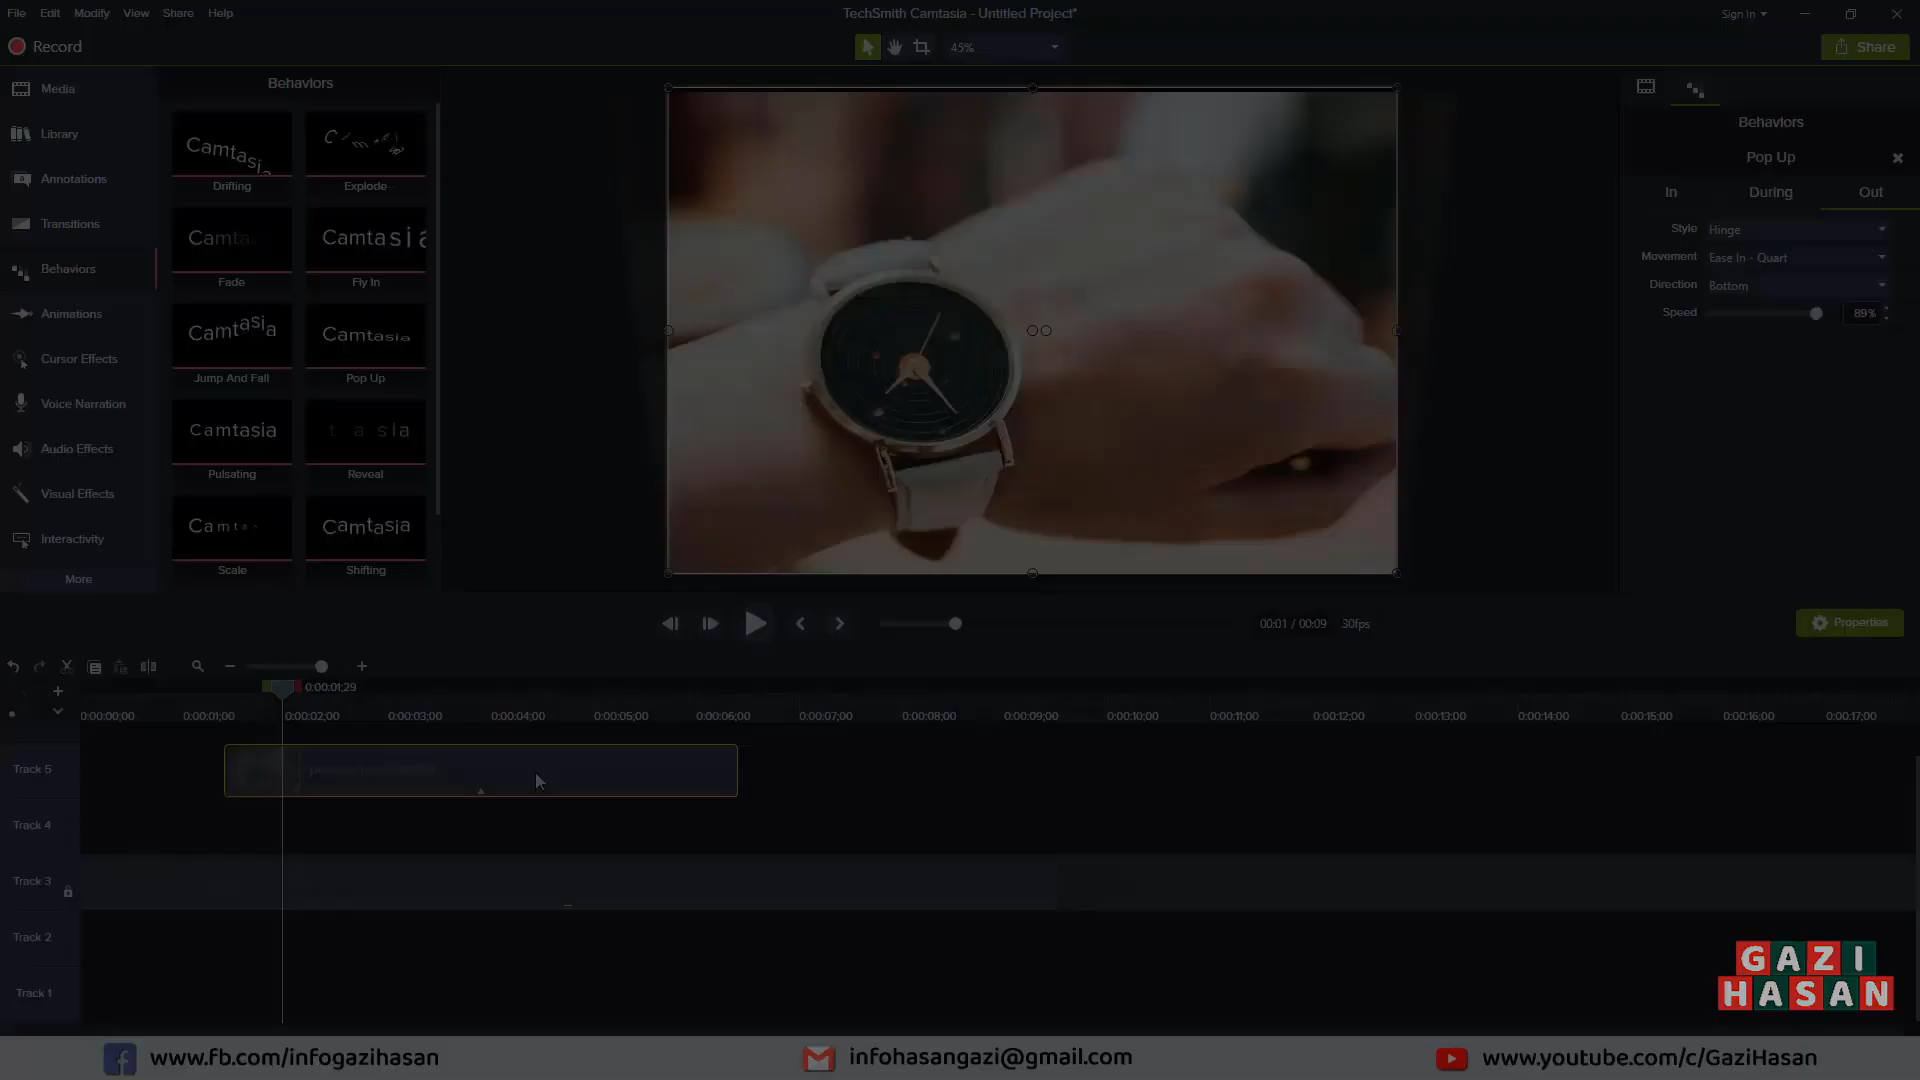 File Edit Modify View Share Help
TechSmith Camtasia - Untitled Project*
Sign In
Record
45%
Share
Media
Library
Annotations
Transitions
Behaviors
Animations
Cursor Effects
Voice Narration
Audio Effects
Visual Effects
Interactivity
More
Behaviors
Camtasia
Drifting
Explode
Camta
Fade
Camtasia
Fly In
Camtasia
Jump And Fall
Camtasia
Pop Up
Camtasia
Pulsating
t a sia
Reveal
Scale
Camtasia
Shifting
Behaviors
Pop Up
In During Out
Style Hinge
Movement Ease In - Quart
Direction Bottom
Speed 89%
00:01 / 00:09 30fps
Properties
0:00:01;29
0:00:00;00 0:00:01;00 0:00:02;00 0:00:03;00 0:00:04;00 0:00:05;00 0:00:06;00 0:00:07;00 0:00:08;00 0:00:09;00 0:00:10;00 0:00:11;00 0:00:12;00 0:00:13;00 0:00:14;00 0:00:15;00 0:00:16;00 0:00:17;00
Track 5
Track 4
Track 3
Track 2
Track 1
GAZI
HASAN
www.fb.com/infogazihasan
infohasangazi@gmail.com
www.youtube.com/c/GaziHasan